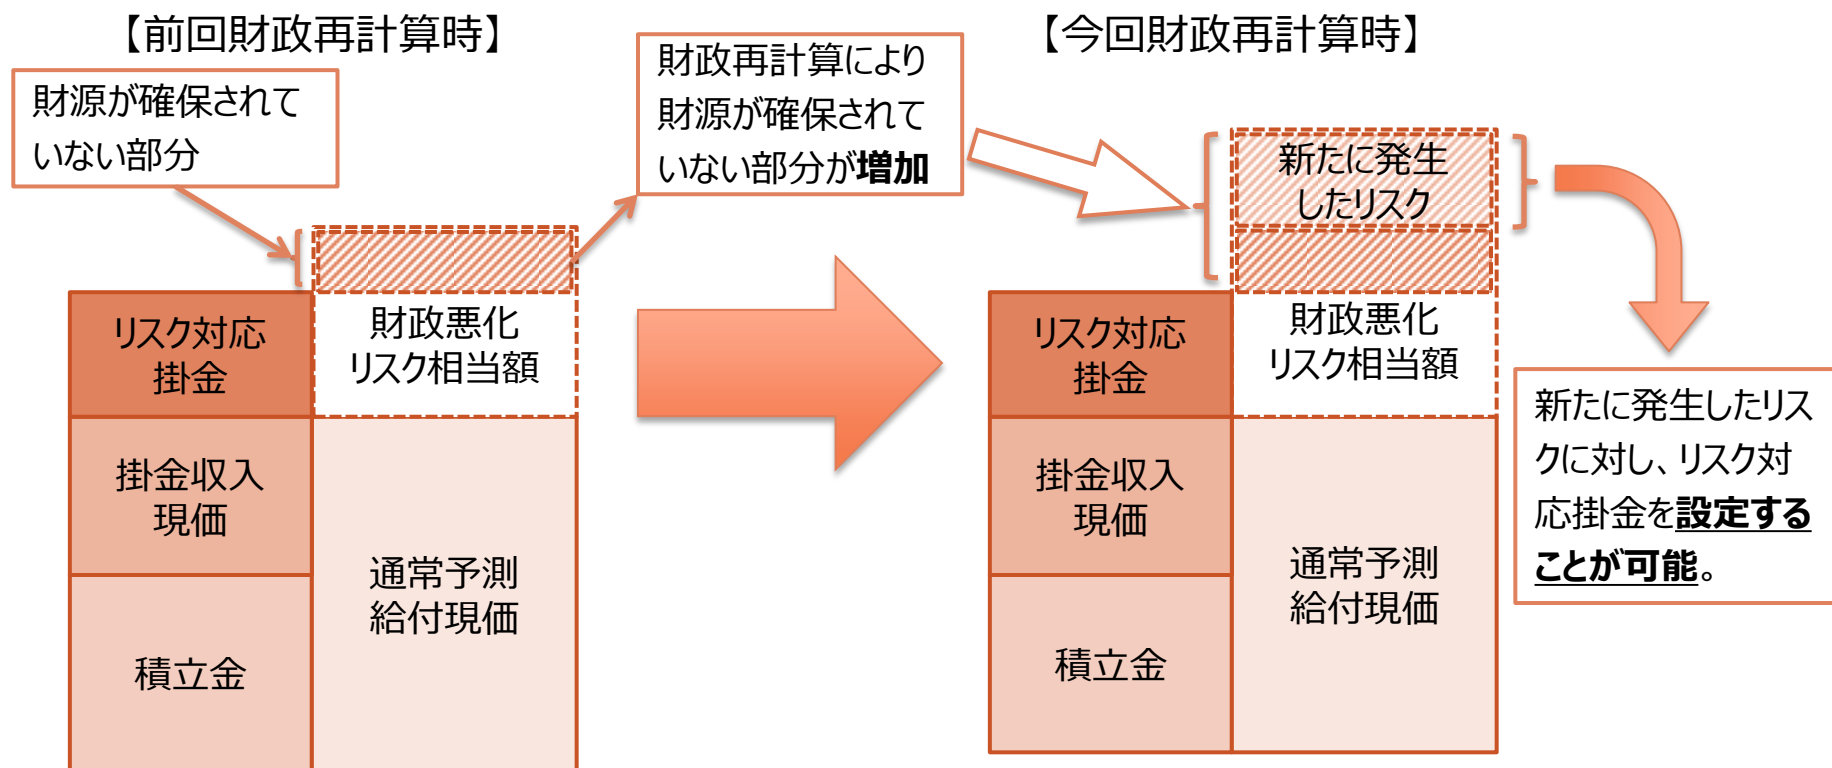 【前回財政再計算時】
財源が確保されて
いない部分
リスク対応
掛金
掛金収入
現価
積立金
財政悪化
リスク相当額
通常予測
給付現価
財政再計算により
財源が確保されて
いない部分が増加
【今回財政再計算時】
新たに発生
したリスク
リスク対応
掛金
掛金収入
現価
積立金
財政悪化
リスク相当額
通常予測
給付現価
新たに発生したリス
クに対し、リスク対
応掛金を設定する
ことが可能。